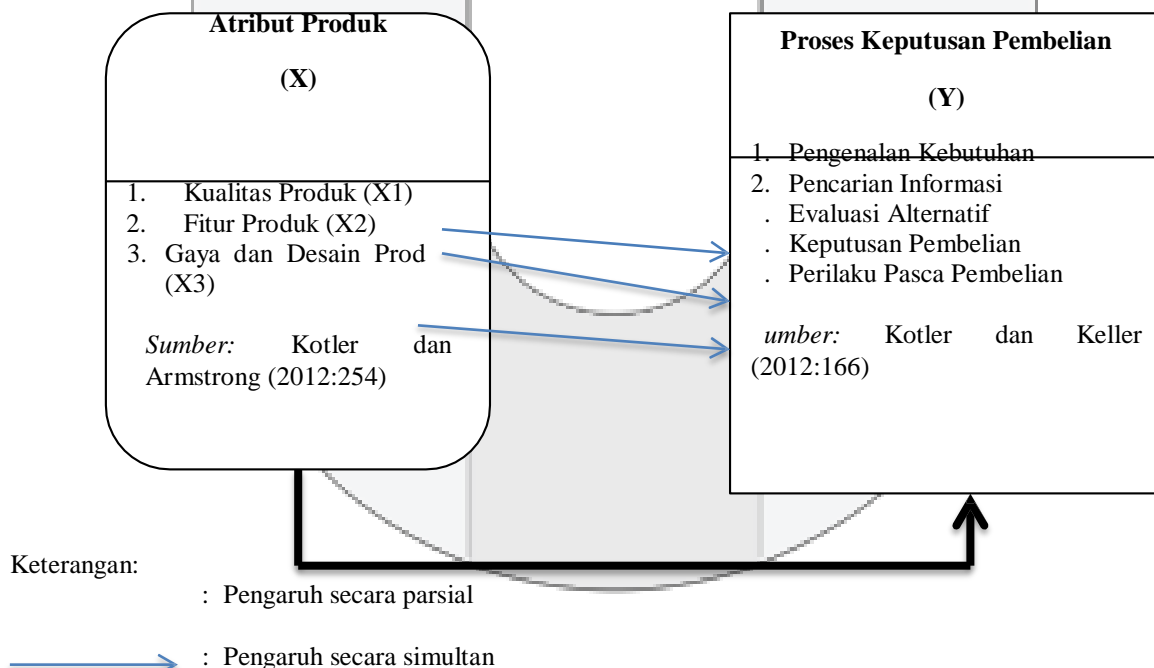 Atribut Produk
(X)
1. Kualitas Produk (X1)
2. Fitur Produk (X2)
3. Gaya dan Desain Prod
(X3)
Sumber: Kotler dan
Armstrong (2012:254)
Proses Keputusan Pembelian
(Y)
1. Pengenalan Kebutuhan
2. Pencarian Informasi
. Evaluasi Alternatif
. Keputusan Pembelian
. Perilaku Pasca Pembelian
umber: Kotler dan Keller
(2012:166)
Keterangan:
: Pengaruh secara parsial
: Pengaruh secara simultan